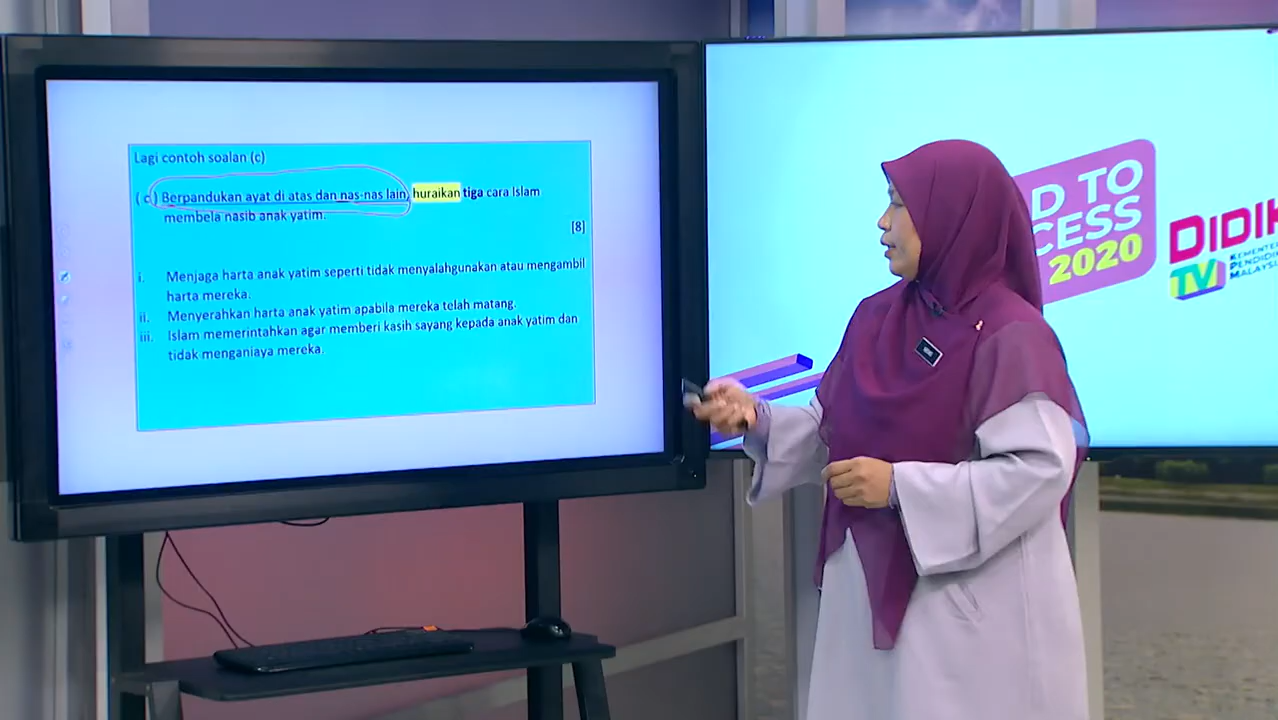 Lagi contoh soalan (c)
( c ) Berpandukan ayat di atas dan nas-nas lain, huraikan tiga cara Islam
membela nasib anak yatim.
[8]
i. Menjaga harta anak yatim seperti tidak menyalahgunakan atau mengambil
harta mereka.
ii. Menyerahkan harta anak yatim apabila mereka telah matang.
iii. Islam memerintahkan agar memberi kasih sayang kepada anak yatim dan
tidak menganiaya mereka.
D TO
CESS
2020
DIDIK
TV
KEMENTE
PENDIDI
MALAYSI